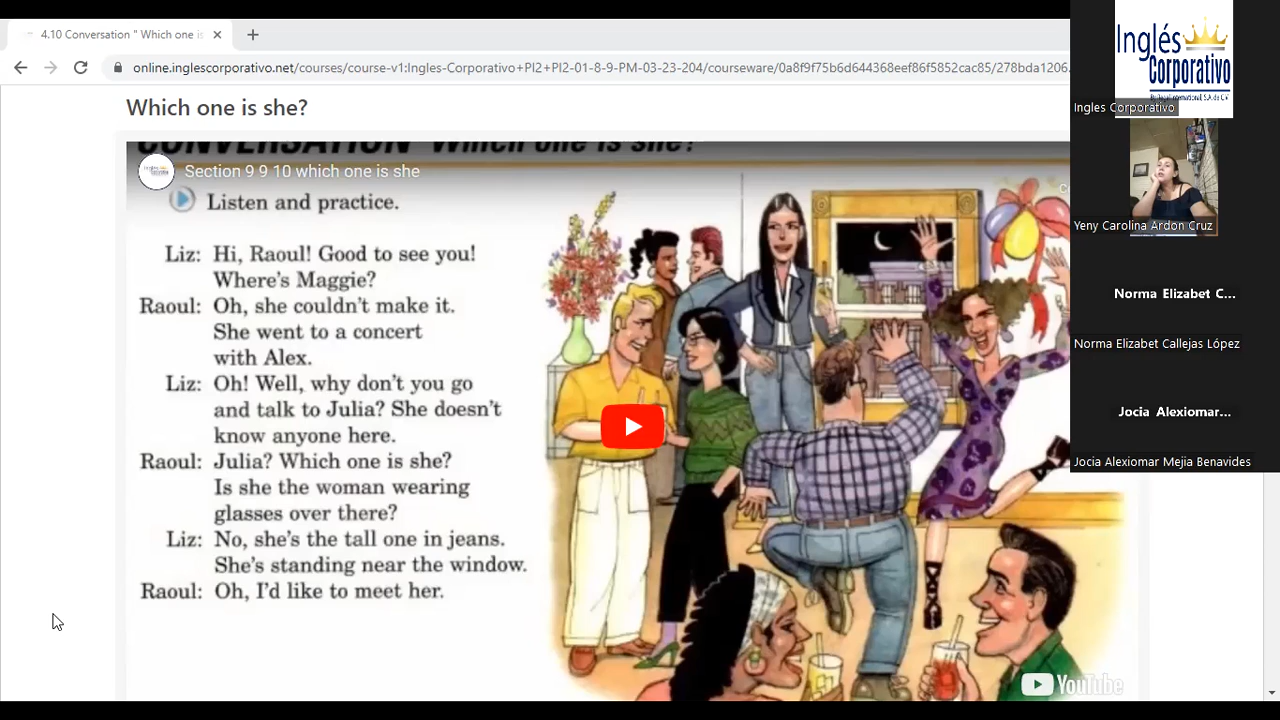 4.10 Conversation " Which one is
online.inglescorporativo.net/courses/course-v1:Ingles-Corporativo+PI2+PI2-01-8-9-PM-03-23-204/courseware/0a8f9f75b6d644368eef86f5852cac85/278bda1206
Which one is she?
CONVERSATION Which one is she?
Section 9 9 10 which one is she
Listen and practice.
Liz: Hi, Raoul! Good to see you!
Where's Maggie?
Raoul: Oh, she couldn't make it.
She went to a concert
with Alex.
Liz: Oh! Well, why don't you go
and talk to Julia? She doesn't
know anyone here.
Raoul: Julia? Which one is she?
Is she the woman wearing
glasses over there?
Liz: No, she's the tall one in jeans.
She's standing near the window.
Raoul: Oh, I'd like to meet her.
YouTube
Inglés
Corporativo
Ingles Corporativo
Yeny Carolina Ardon Cruz
Norma Elizabet C...
Norma Elizabet Callejas López
Jocia Alexiomar...
Jocia Alexiomar Mejia Benavides